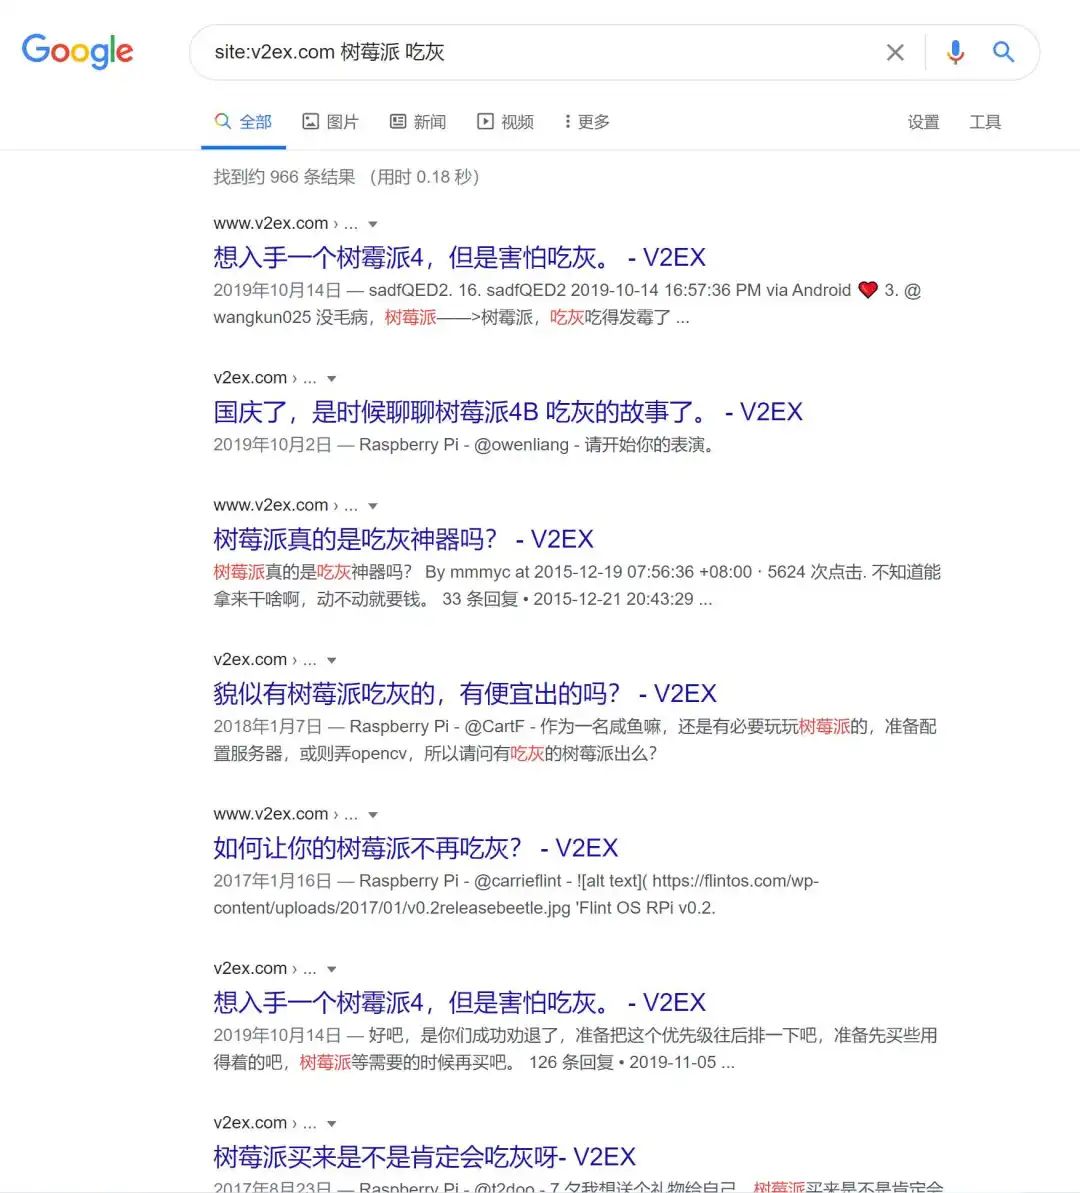 Google
site:v2ex.com 树莓派 吃灰
全部 图片 新闻 视频 更多 设置 工具
找到约 966 条结果 （用时 0.18 秒）
www.v2ex.com › ...
想入手一个树霉派4，但是害怕吃灰。 - V2EX
2019年10月14日 — sadfQED2. 16. sadfQED2 2019-10-14 16:57:36 PM via Android ❤ 3. @
wangkun025 没毛病，树莓派——>树霉派，吃灰吃得发霉了 ...
v2ex.com › ...
国庆了，是时候聊聊树莓派4B 吃灰的故事了。 - V2EX
2019年10月2日 — Raspberry Pi - @owenliang - 请开始你的表演。
www.v2ex.com › ...
树莓派真的是吃灰神器吗？ - V2EX
树莓派真的是吃灰神器吗？ By mmmyc at 2015-12-19 07:56:36 +08:00 · 5624 次点击. 不知道能
拿来干啥啊，动不动就要钱。 33 条回复 • 2015-12-21 20:43:29 ...
v2ex.com › ...
貌似有树莓派吃灰的，有便宜出的吗？ - V2EX
2018年1月7日 — Raspberry Pi - @CartF - 作为一名咸鱼嘛，还是有必要玩玩树莓派的，准备配
置服务器，或则弄opencv，所以请问有吃灰的树莓派出么？
www.v2ex.com › ...
如何让你的树莓派不再吃灰？ - V2EX
2017年1月16日 — Raspberry Pi - @carrieflint - ![alt text]( https://flintos.com/wp-
content/uploads/2017/01/v0.2releasebeetle.jpg 'Flint OS RPi v0.2.
v2ex.com › ...
想入手一个树霉派4，但是害怕吃灰。 - V2EX
2019年10月14日 — 好吧，是你们成功劝退了，准备把这个优先级往后排一下吧，准备先买些用
得着的吧，树莓派等需要的时候再买吧。 126 条回复 • 2019-11-05 ...
v2ex.com › ...
树莓派买来是不是肯定会吃灰呀- V2EX
2017年8月23日 — Raspberry Pi - @t2doo - 7 夕我想送个礼物给自己，树莓派买来是不是肯定会